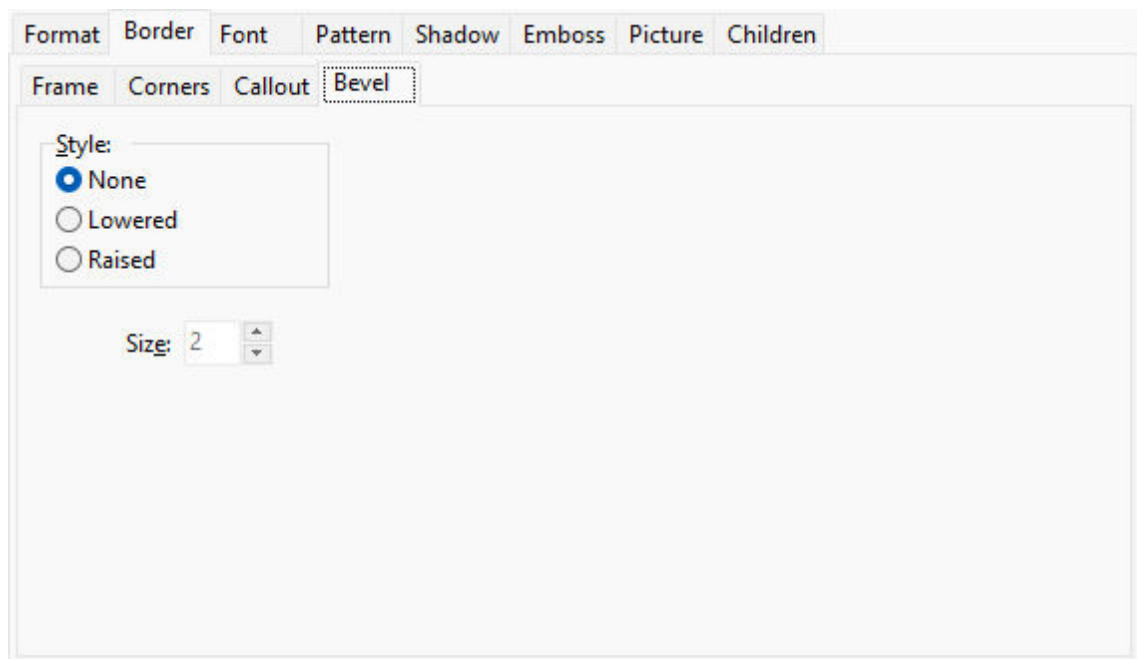 Format Border Font Pattern Shadow Emboss Picture Children
Frame Corners Callout Bevel
Style:
None
Lowered
Raised
Size: 2